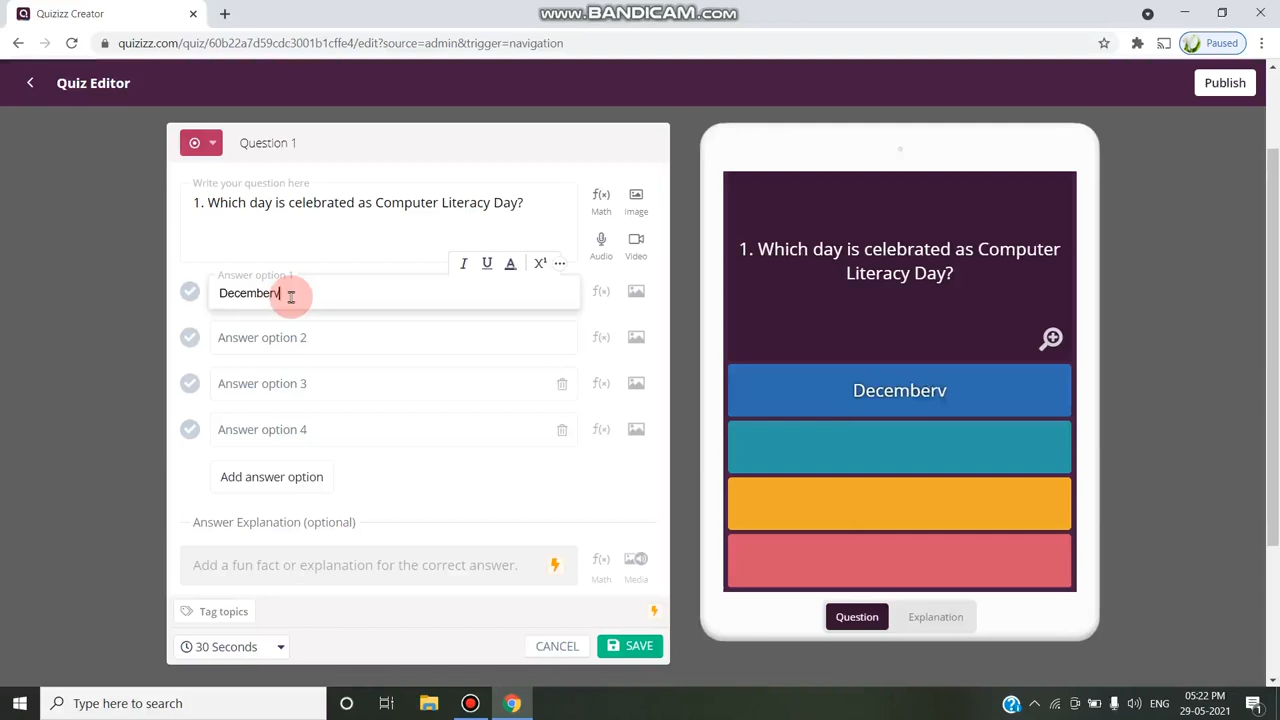 Quizizz Creator
www.BANDICAM.com
quizizz.com/quiz/60b22a7d59cdc3001b1cffe4/edit?source=admin&trigger=navigation
Paused
Quiz Editor
Publish
Question 1
Write your question here
1. Which day is celebrated as Computer Literacy Day?
f(x)
Math
Image
Audio
Video
I U A X¹ ...
Answer option 1
Decemberv
f(x)
Answer option 2
f(x)
Answer option 3
f(x)
Answer option 4
f(x)
Add answer option
Answer Explanation (optional)
Add a fun fact or explanation for the correct answer.
f(x)
Math
Media
Tag topics
30 Seconds
CANCEL
SAVE
1. Which day is celebrated as Computer
Literacy Day?
Decemberv
Question
Explanation
Type here to search
ENG
05:22 PM
29-05-2021
1